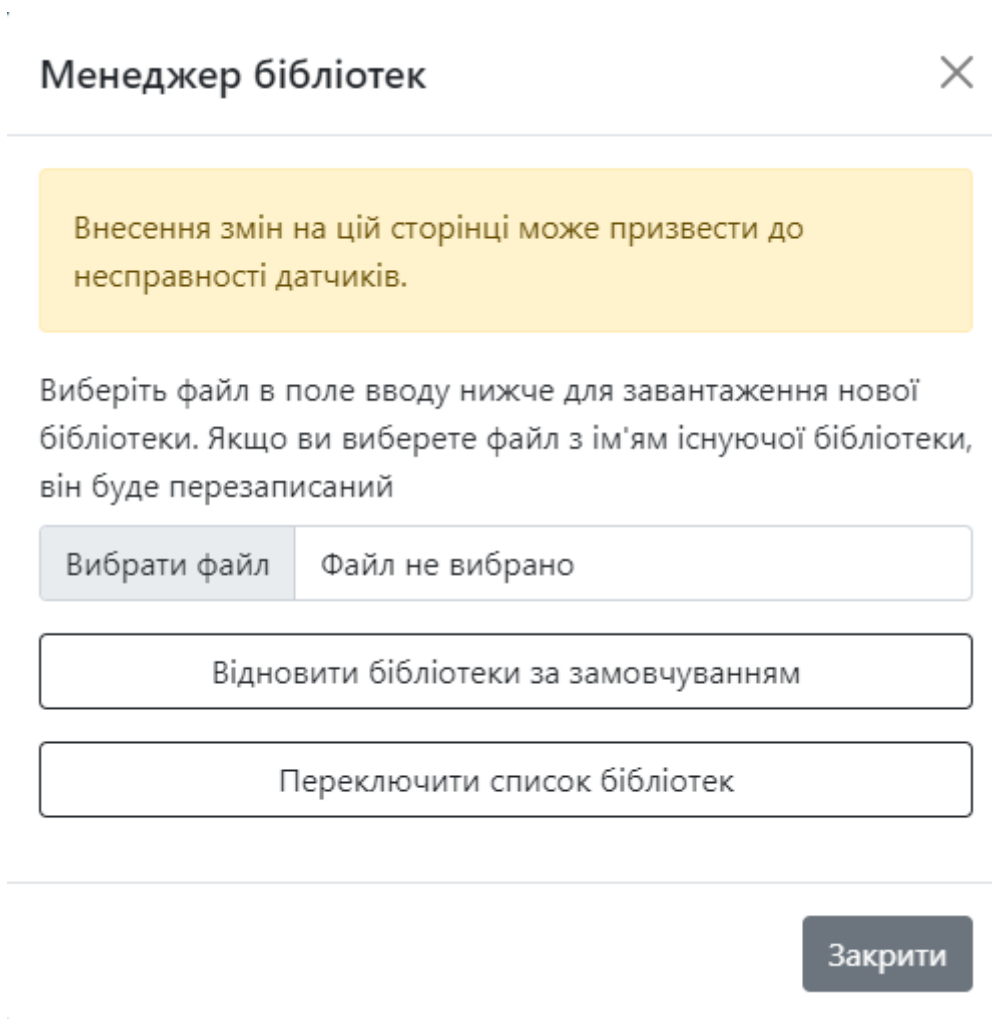 Менеджер бібліотек
Внесення змін на цій сторінці може призвести до
несправності датчиків.
Виберіть файл в поле вводу нижче для завантаження нової
бібліотеки. Якщо ви виберете файл з ім'ям існуючої бібліотеки,
він буде перезаписаний
Вибрати файл Файл не вибрано
Відновити бібліотеки за замовчуванням
Переключити список бібліотек
Закрити